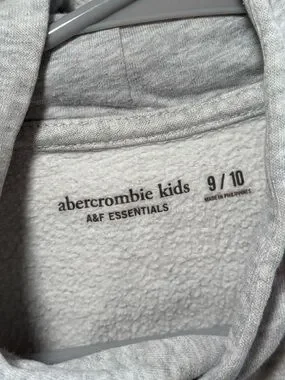 abercrombie kids 9 / 10
A&F ESSENTIALS MADE IN PHILIPPINES